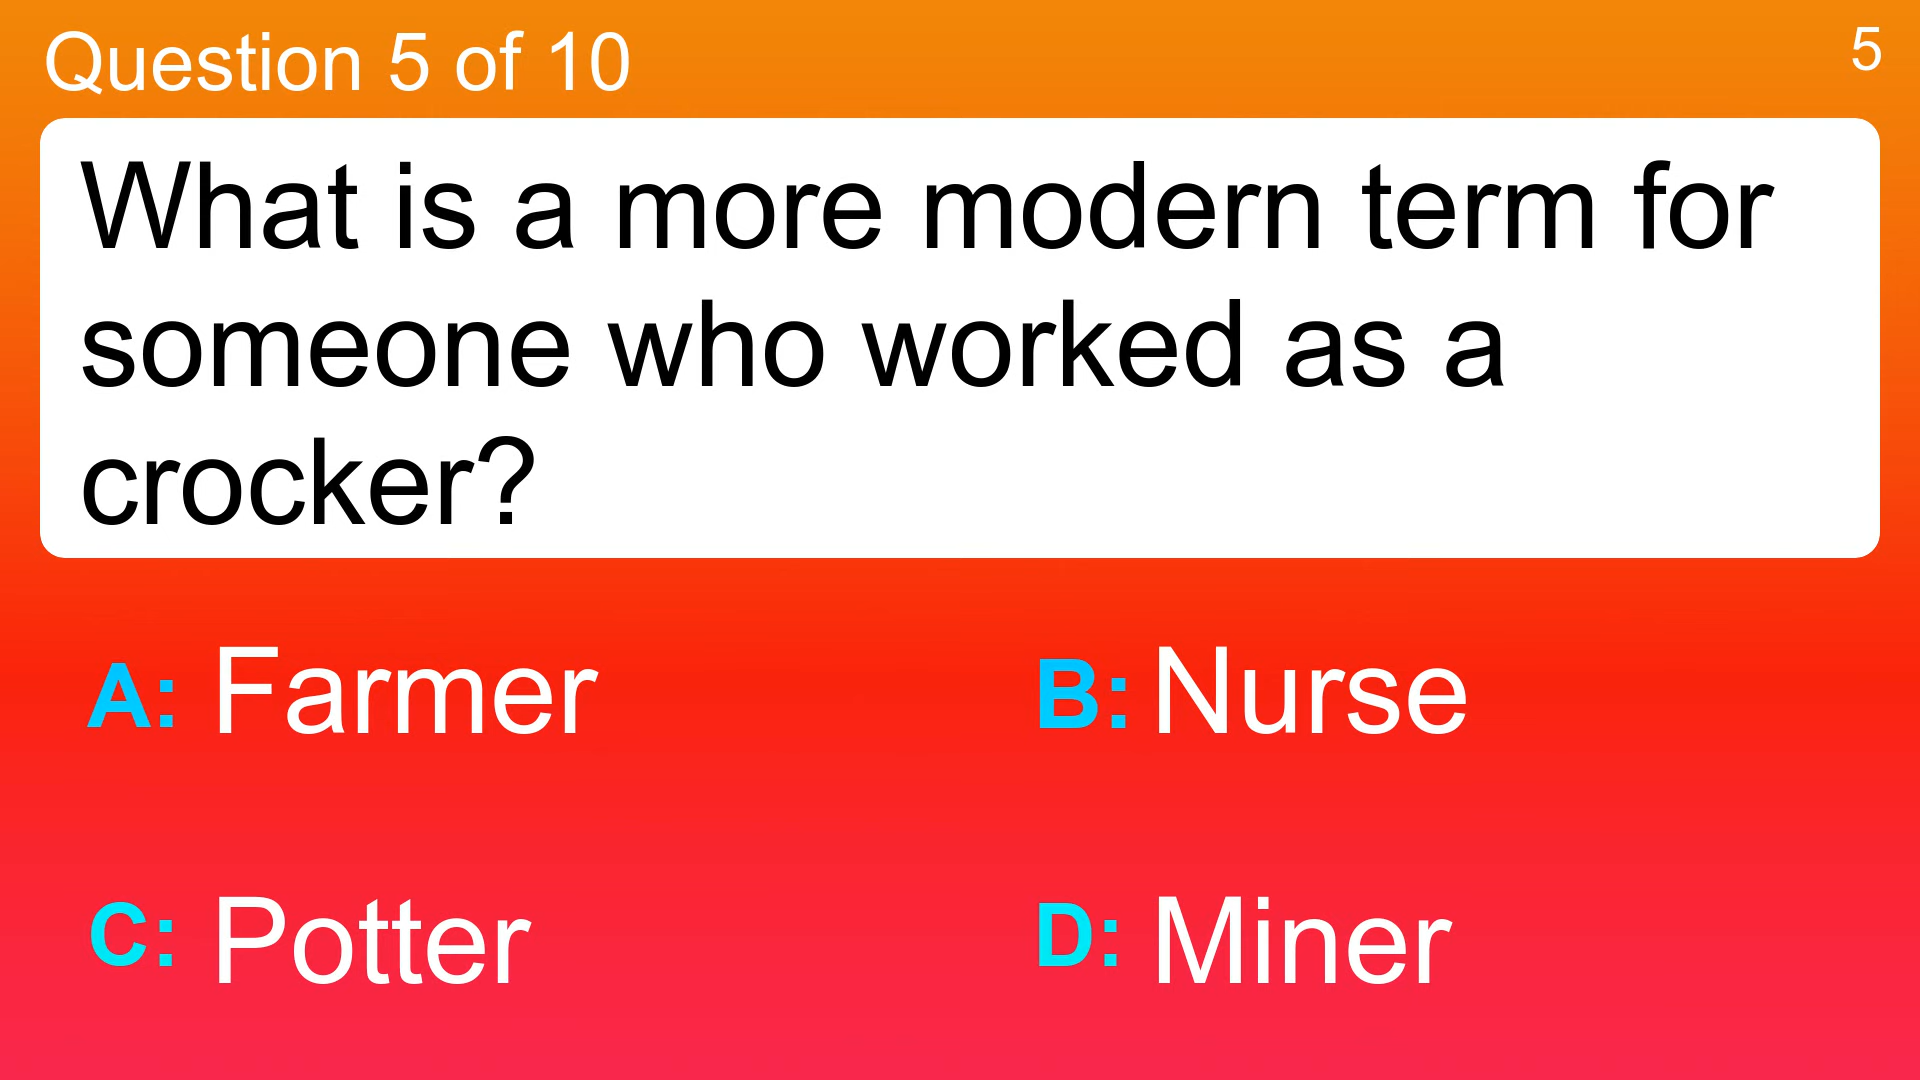 Question 5 of 10
5
What is a more modern term for
someone who worked as a
crocker?
A: Farmer
B: Nurse
C: Potter
D: Miner